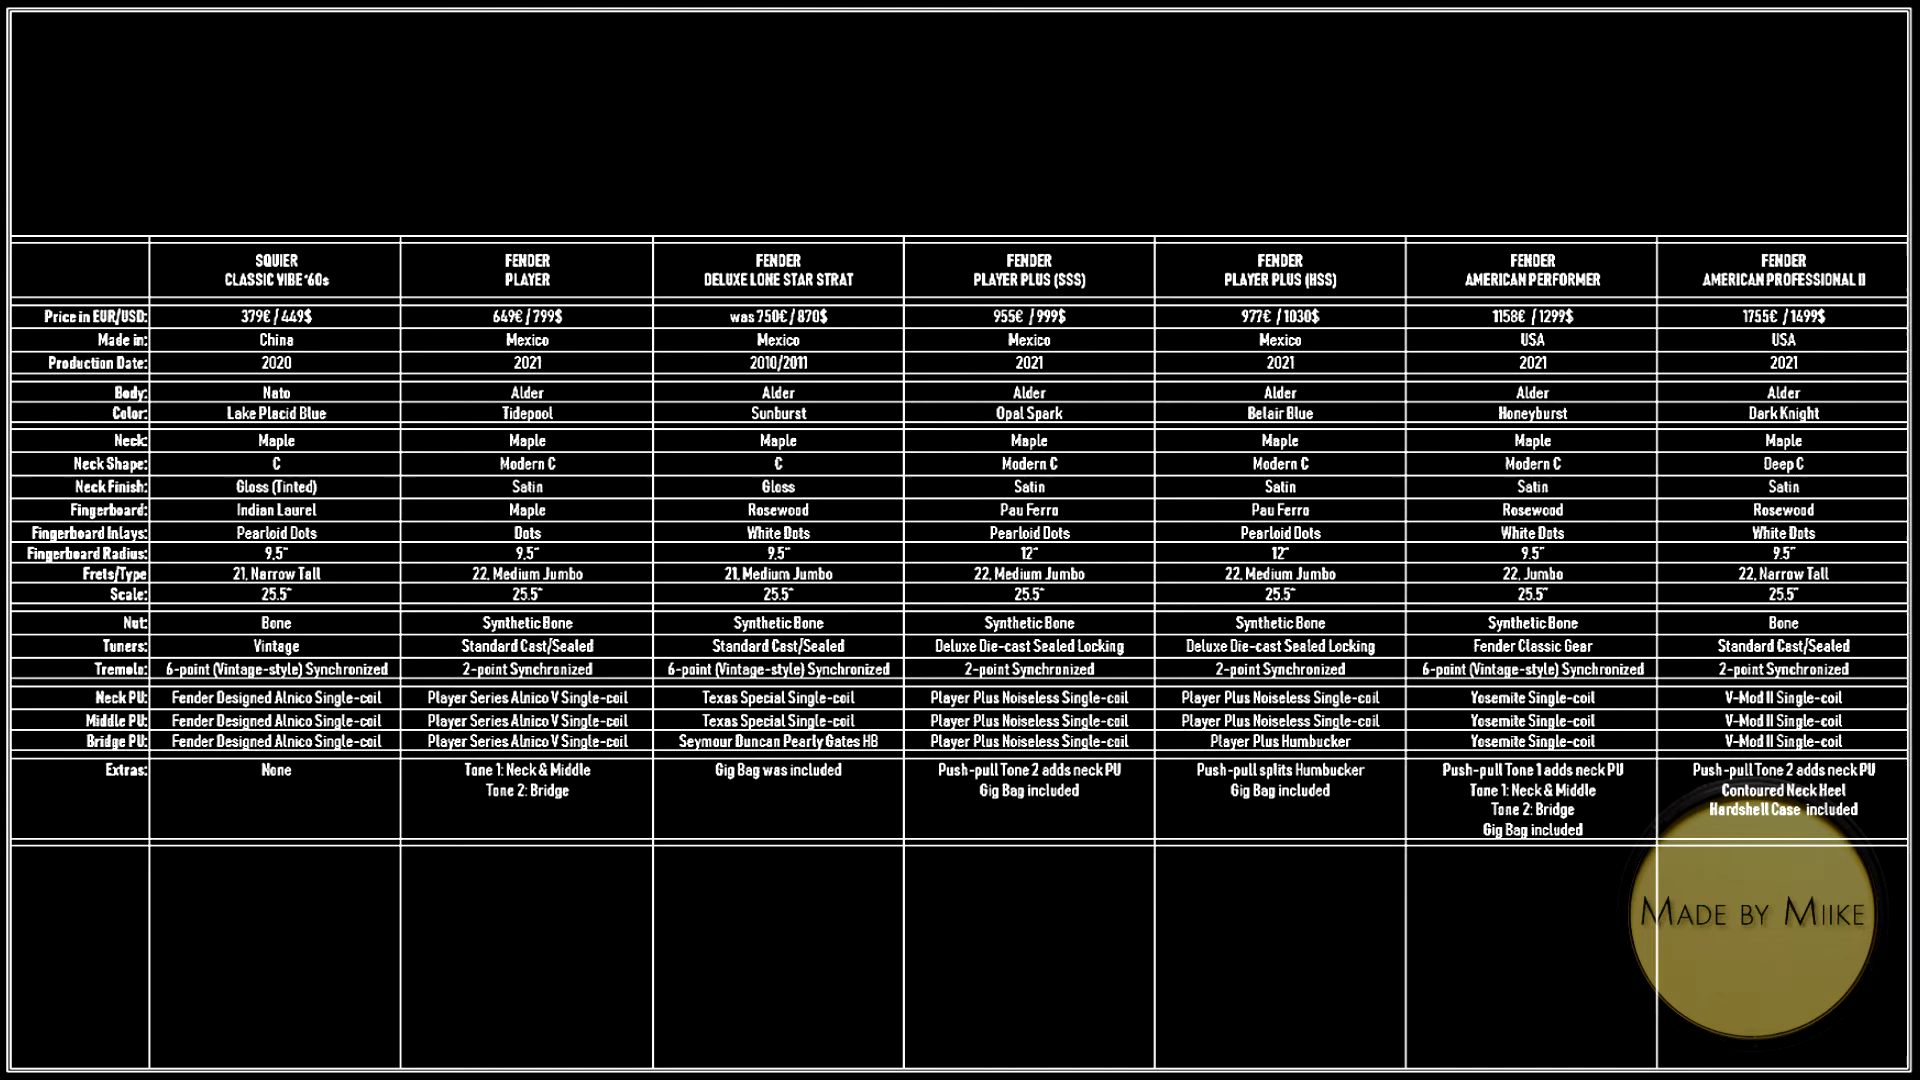 SQUIER CLASSIC VIBE '60s FENDER PLAYER FENDER DELUXE LONE STAR STRAT FENDER PLAYER PLUS (SSS) FENDER PLAYER PLUS (HSS) FENDER AMERICAN PERFORMER FENDER AMERICAN PROFESSIONAL II
Price in EUR/USD: 379€ / 449$ 649€ / 799$ was 750€ / 870$ 955€ / 999$ 977€ / 1030$ 1158€ / 1299$ 1755€ / 1499$
Made in: China Mexico Mexico Mexico Mexico USA USA
Production Date: 2020 2021 2010/2011 2021 2021 2021 2021
Body: Nato Alder Alder Alder Alder Alder Alder
Color: Lake Placid Blue Tidepool Sunburst Opal Spark Belair Blue Honeyburst Dark Knight
Neck: Maple Maple Maple Maple Maple Maple Maple
Neck Shape: C Modern C C Modern C Modern C Modern C Deep C
Neck Finish: Gloss (Tinted) Satin Gloss Satin Satin Satin Satin
Fingerboard: Indian Laurel Maple Rosewood Pau Ferro Pau Ferro Rosewood Rosewood
Fingerboard Inlays: Pearloid Dots Dots White Dots Pearloid Dots Pearloid Dots White Dots White Dots
Fingerboard Radius: 9.5" 9.5" 9.5" 12" 12" 9.5" 9.5"
Frets/Type 21, Narrow Tall 22, Medium Jumbo 21, Medium Jumbo 22, Medium Jumbo 22, Medium Jumbo 22, Jumbo 22, Narrow Tall
Scale: 25.5" 25.5" 25.5" 25.5" 25.5" 25.5" 25.5"
Nut: Bone Synthetic Bone Synthetic Bone Synthetic Bone Synthetic Bone Synthetic Bone Bone
Tuners: Vintage Standard Cast/Sealed Standard Cast/Sealed Deluxe Die-cast Sealed Locking Deluxe Die-cast Sealed Locking Fender Classic Gear Standard Cast/Sealed
Tremolo: 6-point (Vintage-style) Synchronized 2-point Synchronized 6-point (Vintage-style) Synchronized 2-point Synchronized 2-point Synchronized 6-point (Vintage-style) Synchronized 2-point Synchronized
Neck PU: Fender Designed Alnico Single-coil Player Series Alnico V Single-coil Texas Special Single-coil Player Plus Noiseless Single-coil Player Plus Noiseless Single-coil Yosemite Single-coil V-Mod II Single-coil
Middle PU: Fender Designed Alnico Single-coil Player Series Alnico V Single-coil Texas Special Single-coil Player Plus Noiseless Single-coil Player Plus Noiseless Single-coil Yosemite Single-coil V-Mod II Single-coil
Bridge PU: Fender Designed Alnico Single-coil Player Series Alnico V Single-coil Seymour Duncan Pearly Gates HB Player Plus Noiseless Single-coil Player Plus Humbucker Yosemite Single-coil V-Mod II Single-coil
Extras: None Tone 1: Neck & Middle Gig Bag was included Push-pull Tone 2 adds neck PU Push-pull splits Humbucker Push-pull Tone 1 adds neck PU Push-pull Tone 2 adds neck PU
Tone 2: Bridge Gig Bag included Gig Bag included Tone 1: Neck & Middle Contoured Neck Heel
Tone 2: Bridge Hardshell Case included
Gig Bag included
MADE BY MIIKE